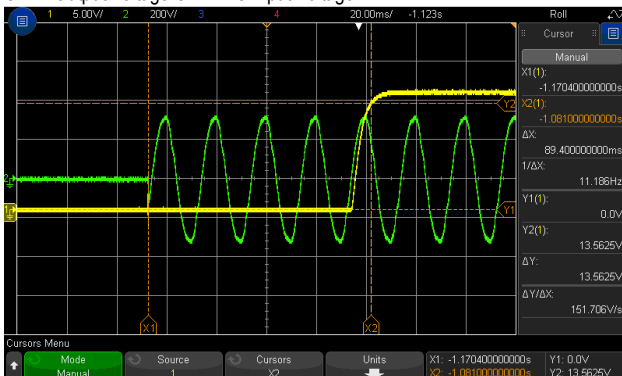 1 5.00V/ 2 200V/ 3 4 20.00ms/ -1.123s Roll
Cursor
Manual
X1(1):
-1.170400000000s
X2(1):
-1.081000000000s
ΔX:
89.400000000ms
1/ΔX:
11.186Hz
Y1(1):
0.0V
Y2(1):
13.5625V
ΔY:
13.5625V
ΔY/ΔX:
151.706V/s
Y2
2
1
Y1
X1 X2
Cursors Menu
Mode Source Cursors Units X1: -1.170400000000s Y1: 0.0V
Manual 1 X2 X2: -1.081000000000s Y2: 13.5625V